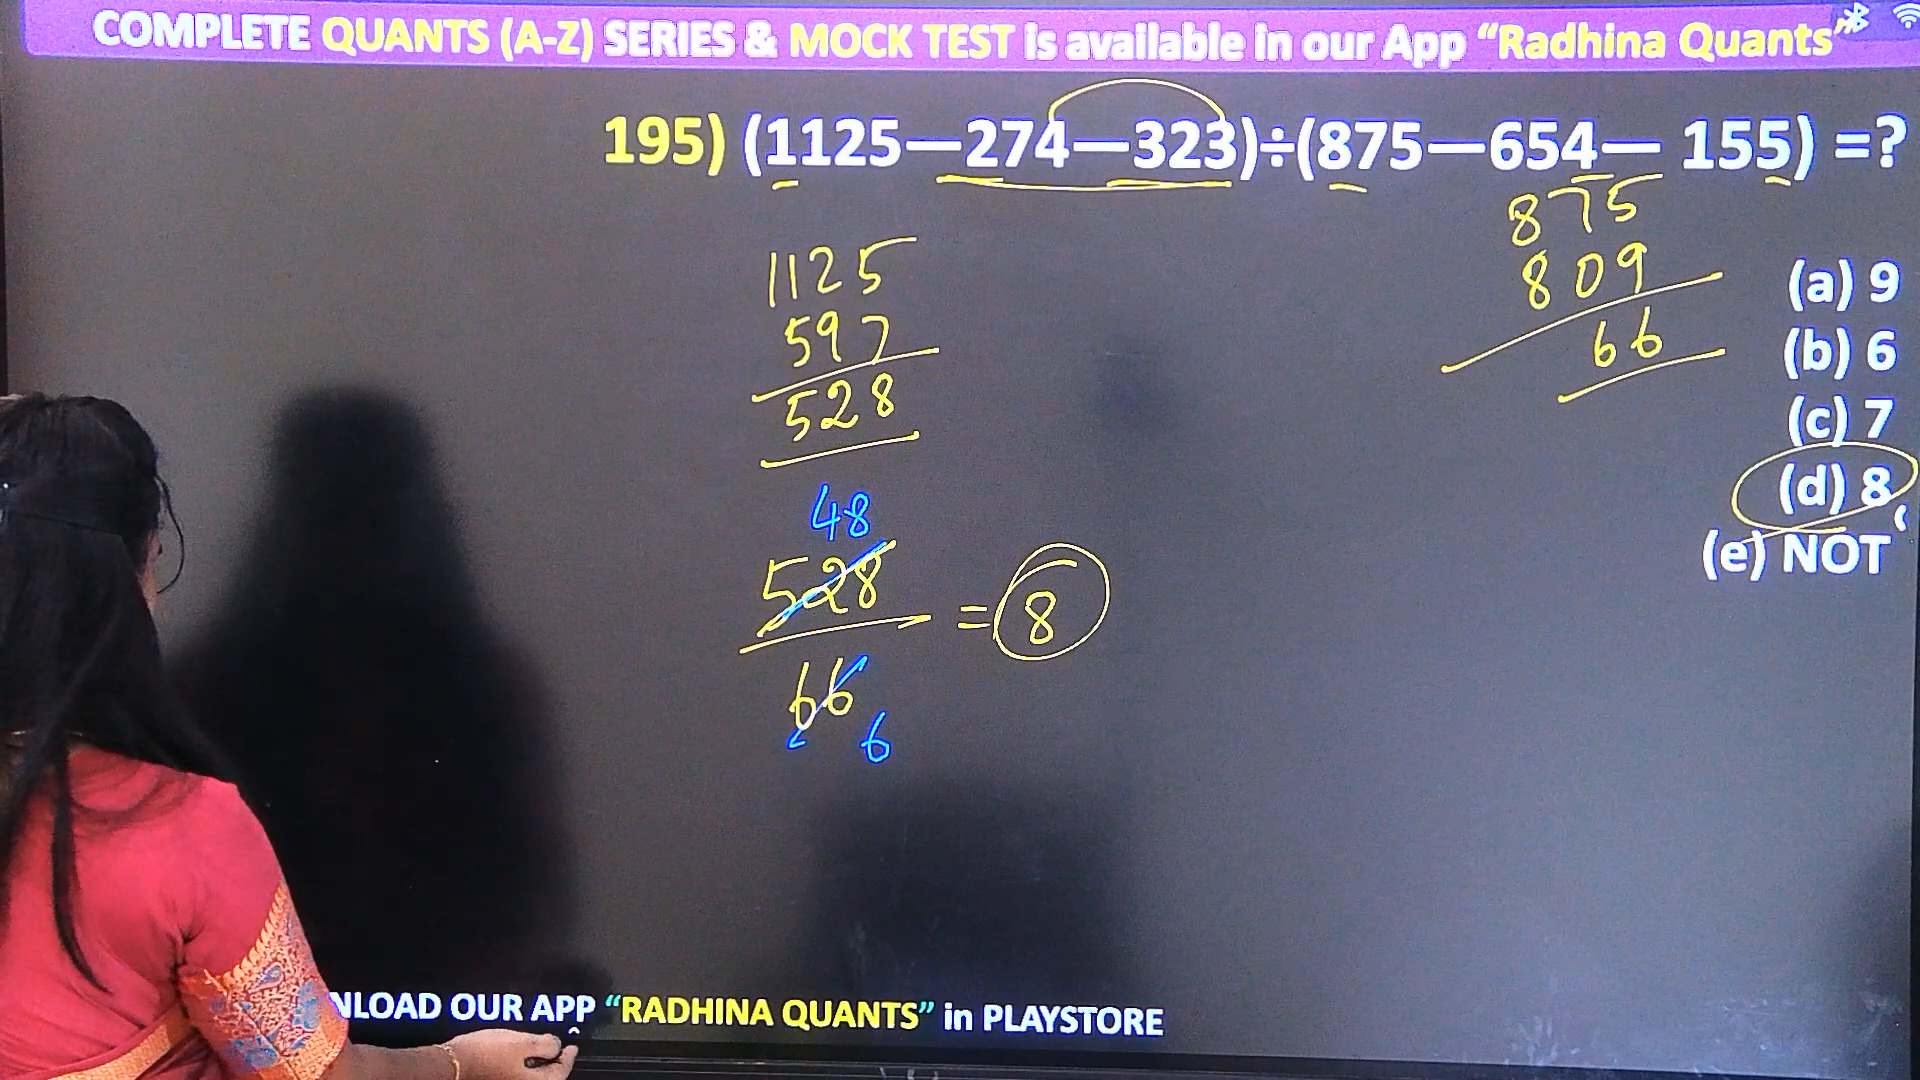 COMPLETE QUANTS (A-Z) SERIES & MOCK TEST is available in our App “Radhina Quants”
195) (1125—274—323)÷(875—654— 155) =?
875
809
66
1125
597
528
(a) 9
(b) 6
(c) 7
(d) 8
(e) NOT
48
528
66
6
= 8
NLOAD OUR APP “RADHINA QUANTS” in PLAYSTORE